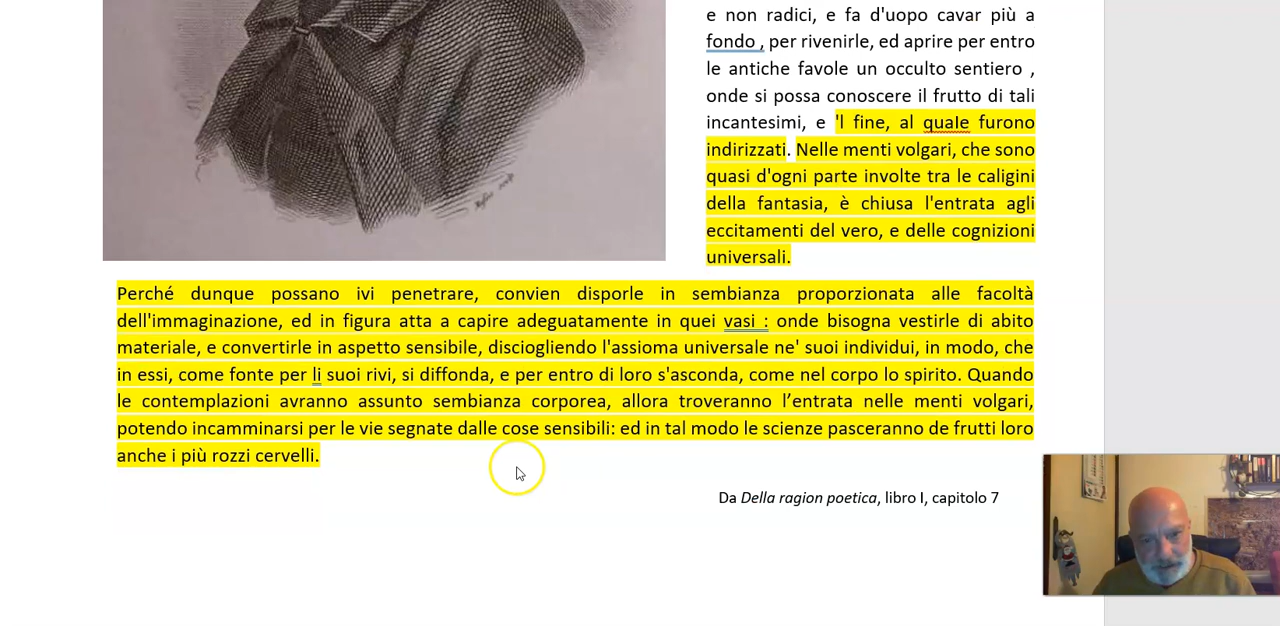 e non radici, e fa d'uopo cavar più a
fondo , per rivenirle, ed aprire per entro
le antiche favole un occulto sentiero ,
onde si possa conoscere il frutto di tali
incantesimi, e 'l fine, al quale furono
indirizzati. Nelle menti volgari, che sono
quasi d'ogni parte involte tra le caligini
della fantasia, è chiusa l'entrata agli
eccitamenti del vero, e delle cognizioni
universali.
Perché dunque possano ivi penetrare, convien disporle in sembianza proporzionata alle facoltà
dell'immaginazione, ed in figura atta a capire adeguatamente in quei vasi : onde bisogna vestirle di abito
materiale, e convertirle in aspetto sensibile, disciogliendo l'assioma universale ne' suoi individui, in modo, che
in essi, come fonte per li suoi rivi, si diffonda, e per entro di loro s'asconda, come nel corpo lo spirito. Quando
le contemplazioni avranno assunto sembianza corporea, allora troveranno l’entrata nelle menti volgari,
potendo incamminarsi per le vie segnate dalle cose sensibili: ed in tal modo le scienze pasceranno de frutti loro
anche i più rozzi cervelli.
Da Della ragion poetica, libro I, capitolo 7